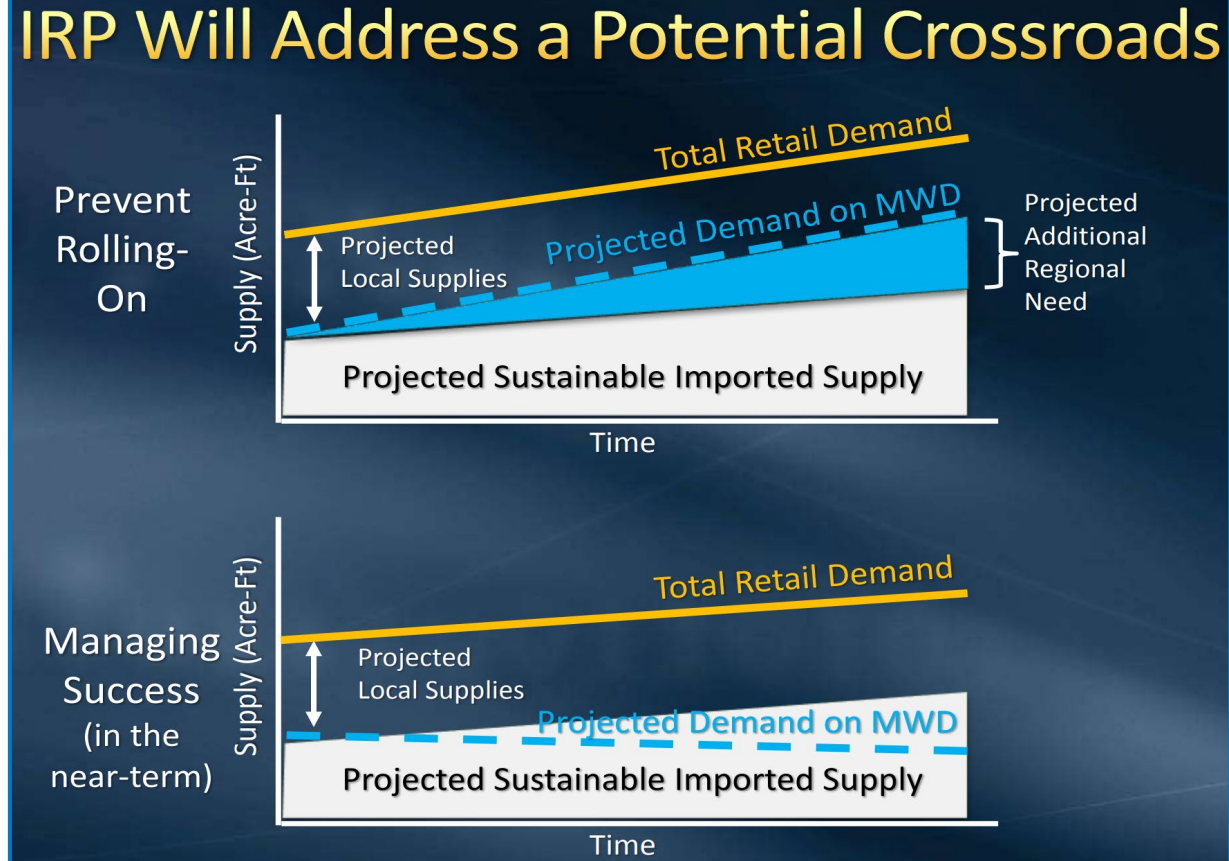 IRP Will Address a Potential Crossroads
Prevent
Rolling-
On
Supply (Acre-Ft)
Total Retail Demand
Projected
Local Supplies
Projected Demand on MWD
Projected
Additional
Regional
Need
Projected Sustainable Imported Supply
Time
Managing
Success
(in the
near-term)
Supply (Acre-Ft)
Total Retail Demand
Projected
Local Supplies
Projected Demand on MWD
Projected Sustainable Imported Supply
Time